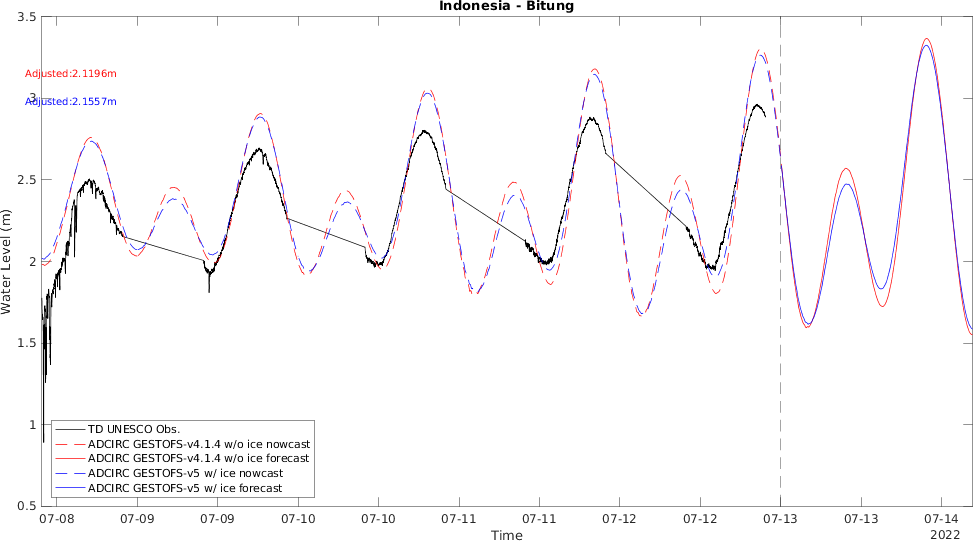 Indonesia - Bitung
Adjusted:2.1196m
Adjusted:2.1557m
3.5
3
2.5
2
1.5
1
0.5
Water Level (m)
TD UNESCO Obs.
ADCIRC GESTOFS-v4.1.4 w/o ice nowcast
ADCIRC GESTOFS-v4.1.4 w/o ice forecast
ADCIRC GESTOFS-v5 w/ ice nowcast
ADCIRC GESTOFS-v5 w/ ice forecast
07-08 07-09 07-09 07-10 07-10 07-11 07-11 07-12 07-12 07-13 07-13 07-14
Time
2022